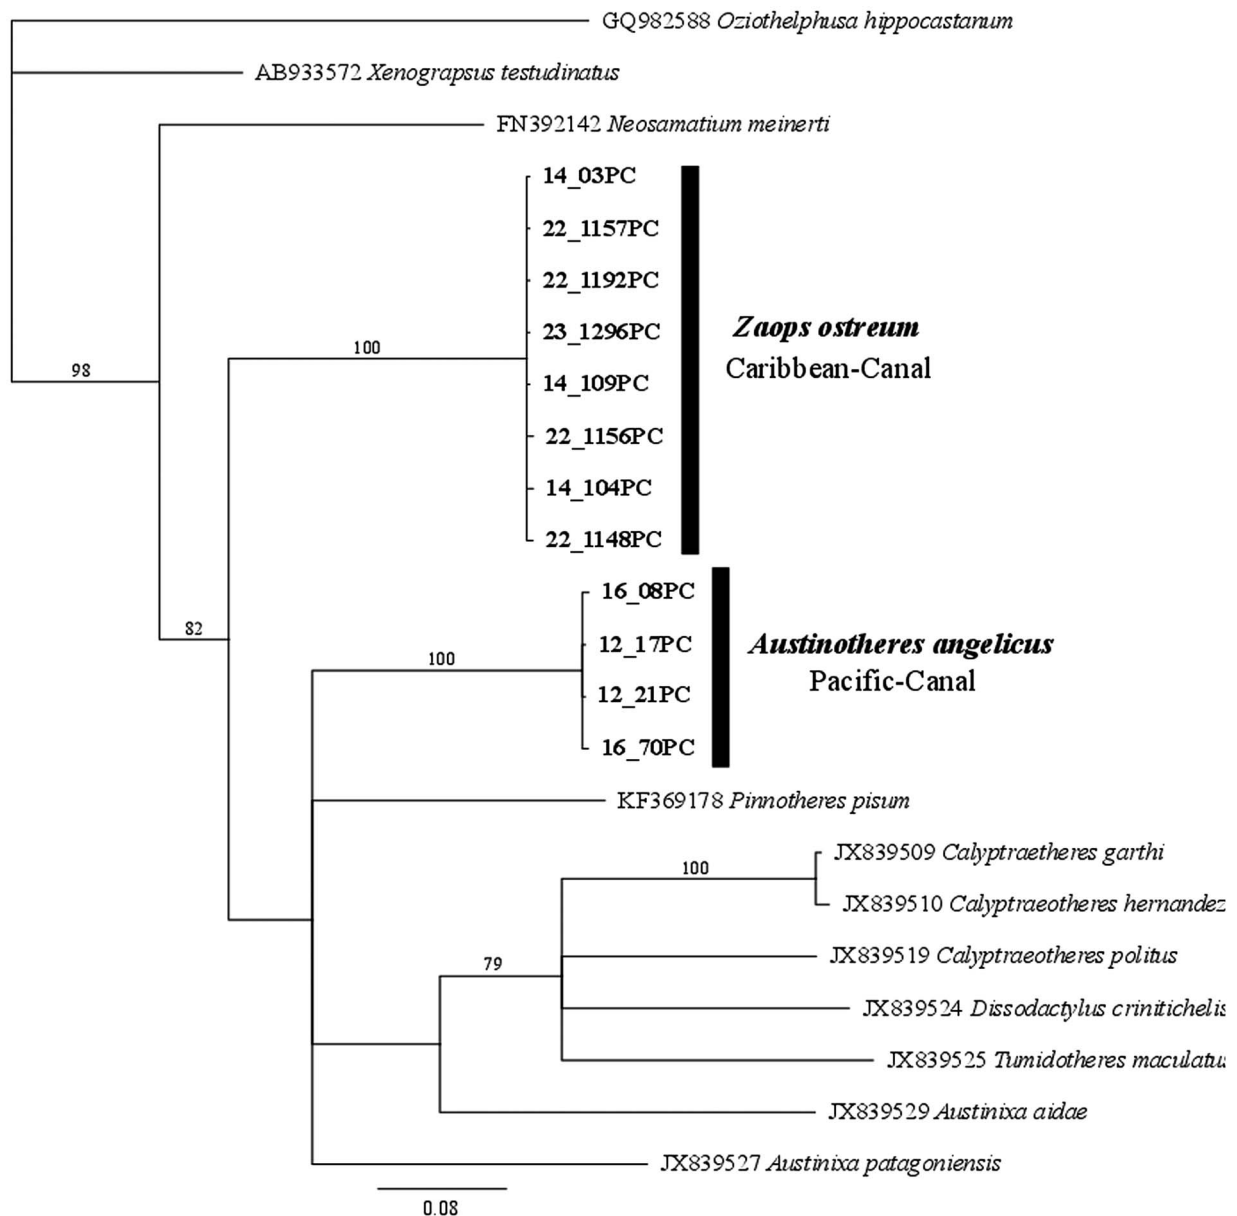 GQ982588 Oziothelphusa hippocastanum
AB933572 Xenograpsus testudinatus
FN392142 Neosamatium meinerti
14_03PC
22_1157PC
22_1192PC
23_1296PC
Zaops ostreum
100
Caribbean-Canal
98
14_109PC
22_1156PC
14_104PC
22_1148PC
16_08PC
82
12_17PC
Austinotheres angelicus
100
Pacific-Canal
12_21PC
16_70PC
KF369178 Pinnotheres pisum
JX839509 Calyptraetheres garthi
100
JX839510 Calyptraeotheres hernandez
JX839519 Calyptraeotheres politus
79
JX839524 Dissodactylus crinitichelis
JX839525 Tumidotheres maculatus
JX839529 Austinixa aidae
JX839527 Austinixa patagoniensis
0.08